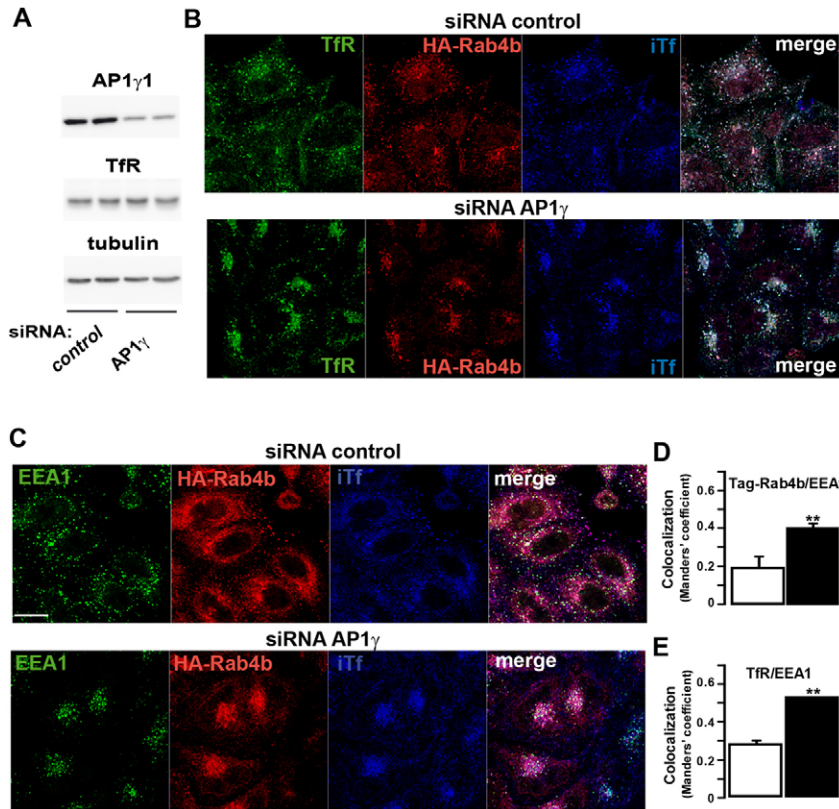 A
AP1γ1
TfR
tubulin
siRNA:
control
AP1γ
B
siRNA control
TfR
HA-Rab4b
iTf
merge
siRNA AP1γ
TfR
HA-Rab4b
iTf
merge
C
siRNA control
EEA1
HA-Rab4b
iTf
merge
siRNA AP1γ
EEA1
HA-Rab4b
iTf
merge
D
Tag-Rab4b/EEA
**
Colocalization
(Manders' coefficient)
0.6
0.4
0.2
0
E
TfR/EEA1
**
Colocalization
(Manders' coefficient)
0.6
0.4
0.2
0